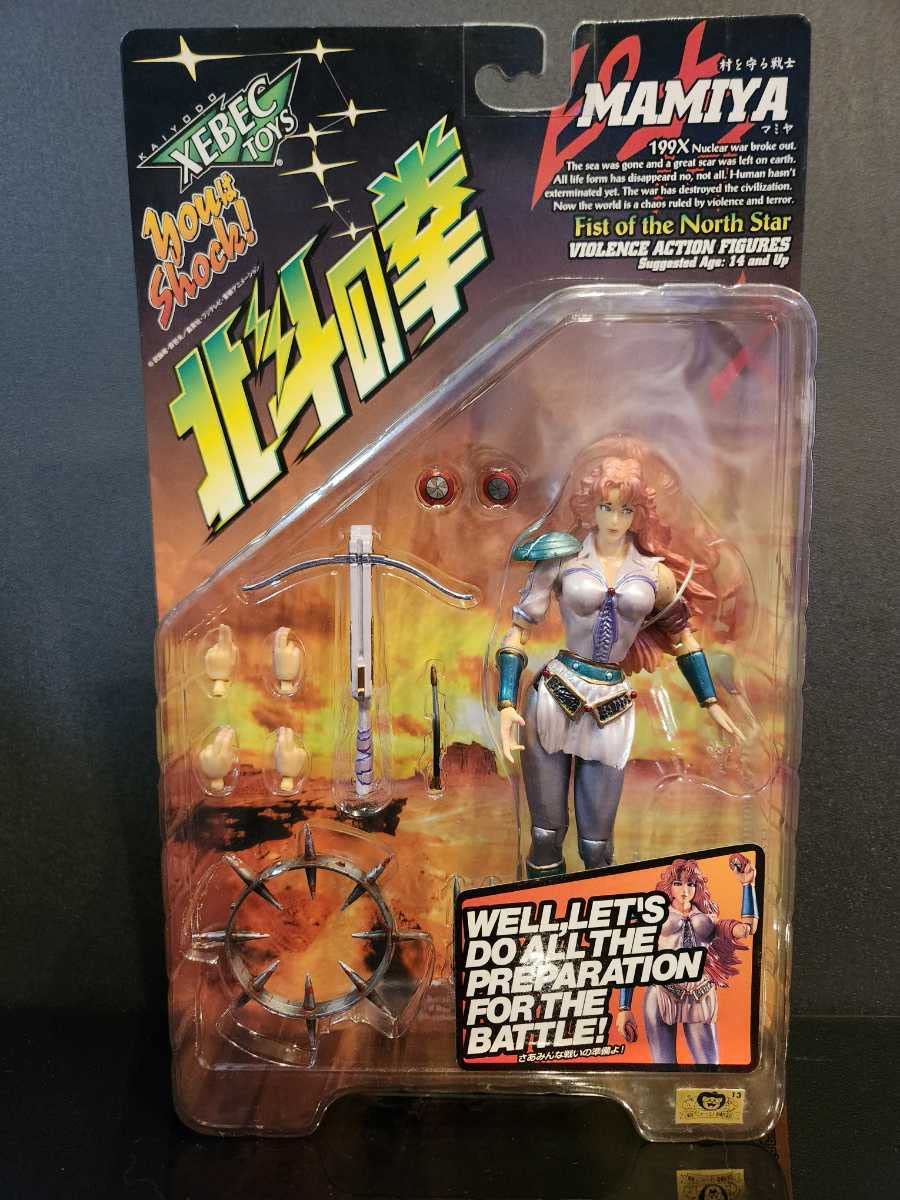 KAIYODO
XEBEC
TOYS
®
youは
Shock!
北斗の拳
村を守る戦士
MAMIYA
マミヤ
199X Nuclear war broke out.
The sea was gone and a great scar was left on earth.
All life form has disappeard no, not all. Human hasn't
exterminated yet. The war has destroyed the civilization.
Now the world is a chaos ruled by violence and terror.
Fist of the North Star
VIOLENCE ACTION FIGURES
Suggested Age: 14 and Up
WELL,LET'S
DO ALL THE
PREPARATION
FOR THE
BATTLE!
さあみんな戦いの準備よ!
13